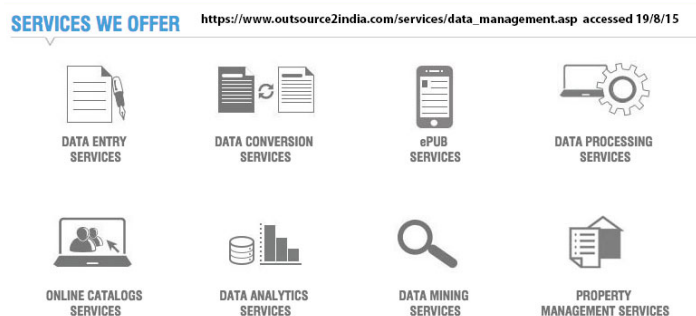 SERVICES WE OFFER https://www.outsource2india.com/services/data_management.asp accessed 19/8/15
DATA ENTRY
SERVICES
DATA CONVERSION
SERVICES
ePUB
SERVICES
DATA PROCESSING
SERVICES
ONLINE CATALOGS
SERVICES
DATA ANALYTICS
SERVICES
DATA MINING
SERVICES
PROPERTY
MANAGEMENT SERVICES